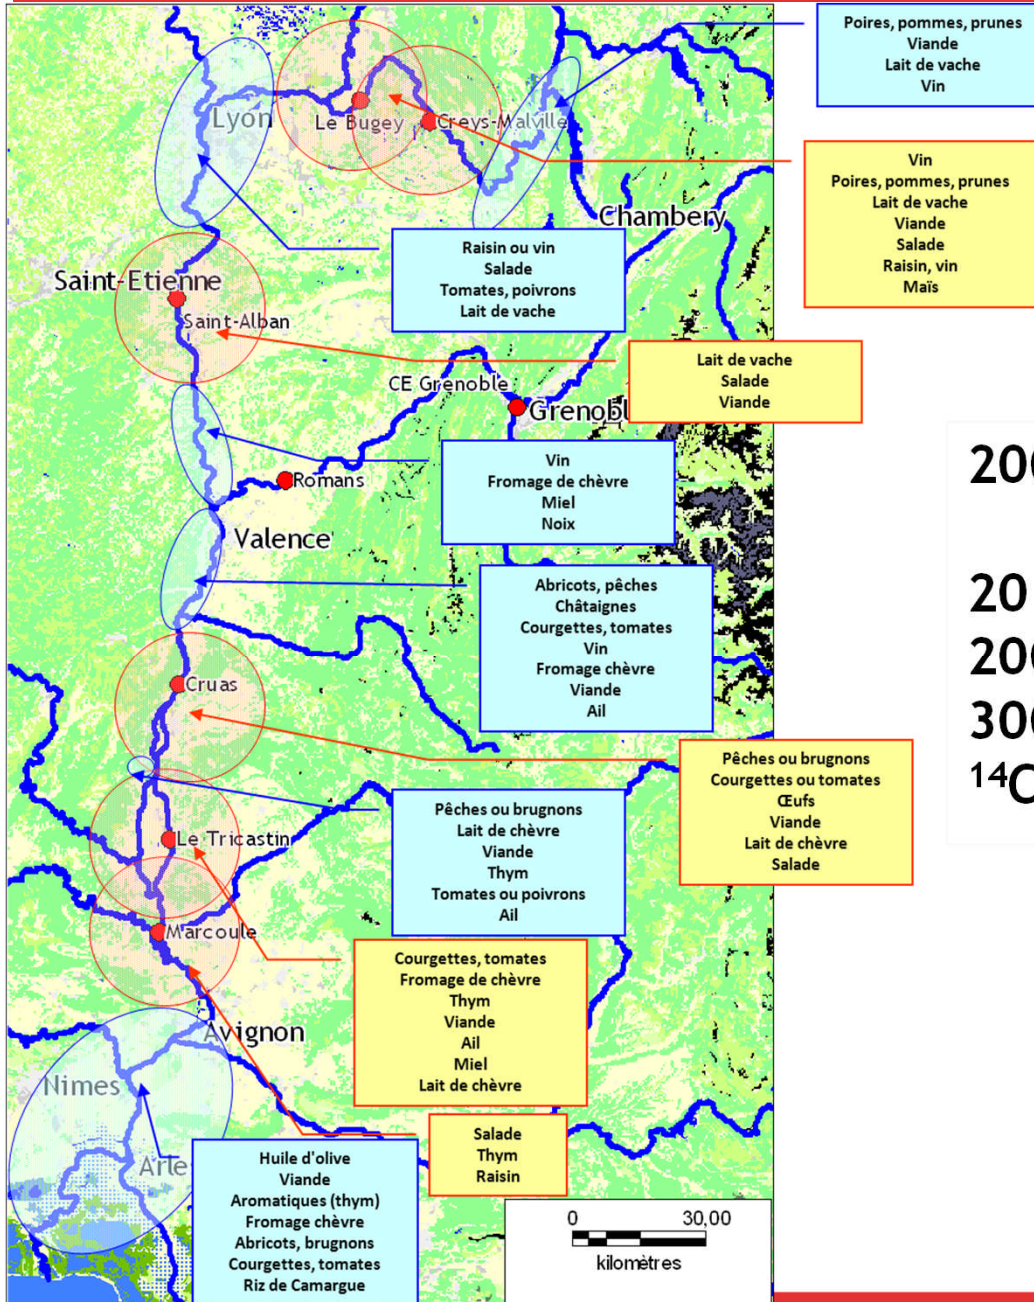 Poires, pommes, prunes
Viande
Lait de vache
Vin
Lyon
Le Bugey
Creys-Malville
Vin
Poires, pommes, prunes
Lait de vache
Viande
Salade
Raisin, vin
Maïs
Chambery
Raisin ou vin
Salade
Tomates, poivrons
Lait de vache
Saint-Etienne
Saint-Alban
Lait de vache
Salade
Viande
CE Grenoble
Grenobl
Vin
Fromage de chèvre
Miel
Noix
Romans
Valence
Abricots, pêches
Châtaignes
Courgettes, tomates
Vin
Fromage chèvre
Viande
Ail
200
20
200
300
¹⁴C
Cruas
Pêches ou brugnons
Courgettes ou tomates
Œufs
Viande
Lait de chèvre
Salade
Le Tricastin
Pêches ou brugnons
Lait de chèvre
Viande
Thym
Tomates ou poivrons
Ail
Marcoule
Courgettes, tomates
Fromage de chèvre
Thym
Viande
Ail
Miel
Lait de chèvre
Avignon
Nimes
Arle
Salade
Thym
Raisin
Huile d'olive
Viande
Aromatiques (thym)
Fromage chèvre
Abricots, brugnons
Courgettes, tomates
Riz de Camargue
0 30,00
kilomètres